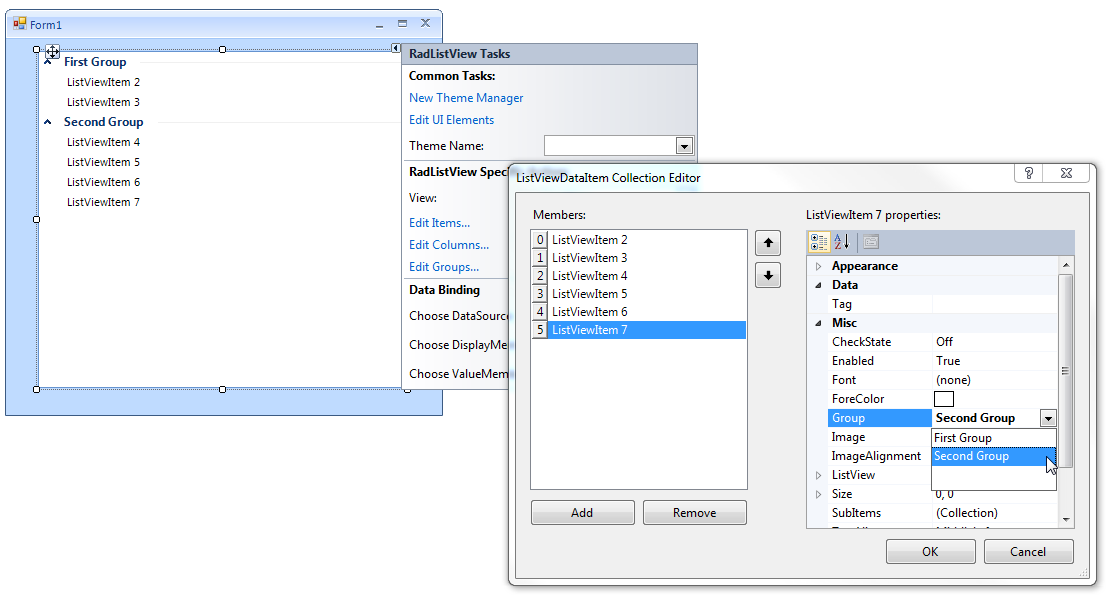 Form1
First Group
ListViewItem 2
ListViewItem 3
Second Group
ListViewItem 4
ListViewItem 5
ListViewItem 6
ListViewItem 7
RadListView Tasks
Common Tasks:
New Theme Manager
Edit UI Elements
Theme Name:
RadListView
View:
Edit Items...
Edit Columns...
Edit Groups...
Data Binding
Choose DataSource
Choose
Choose
ListViewDataItem Collection Editor
Members:
0 ListViewItem 2
1 ListViewItem 3
2 ListViewItem 4
3 ListViewItem 5
4 ListViewItem 6
5 ListViewItem 7
Add Remove
ListViewItem 7 properties:
Appearance
Data
Tag
Misc
CheckState Off
Enabled True
Font (none)
ForeColor
Group Second Group
Image
ImageAlignment
ListView
First Group
Second Group
Size 0, 0
SubItems (Collection)
OK Cancel